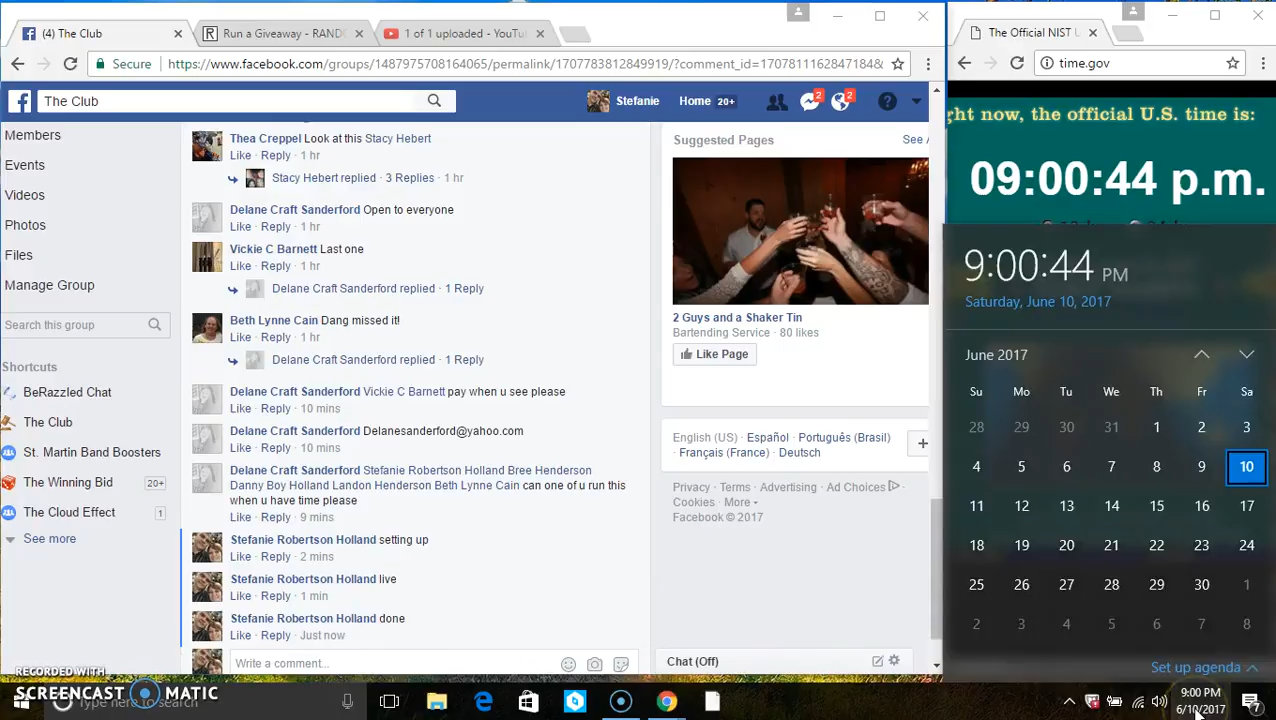 (4) The Club
Run a Giveaway - RAND
1 of 1 uploaded - YouTu
The Official NIST U
Secure
https://www.facebook.com/groups/1487975708164065/permalink/1707783812849919/?comment_id=1707811162847184&
time.gov
The Club
Stefanie
Home 20+
2
2
ght now, the official U.S. time is:
09:00:44 p.m.
Members
Events
Videos
Photos
Files
Manage Group
Search this group
Shortcuts
BeRazzled Chat
The Club
St. Martin Band Boosters
The Winning Bid 20+
The Cloud Effect 1
See more
Thea Creppel Look at this Stacy Hebert
Like · Reply · 1 hr
Stacy Hebert replied · 3 Replies · 1 hr
Delane Craft Sanderford Open to everyone
Like · Reply · 1 hr
Vickie C Barnett Last one
Like · Reply · 1 hr
Delane Craft Sanderford replied · 1 Reply
Beth Lynne Cain Dang missed it!
Like · Reply · 1 hr
Delane Craft Sanderford replied · 1 Reply
Delane Craft Sanderford Vickie C Barnett pay when u see please
Like · Reply · 10 mins
Delane Craft Sanderford Delanesanderford@yahoo.com
Like · Reply · 10 mins
Delane Craft Sanderford Stefanie Robertson Holland Bree Henderson
Danny Boy Holland Landon Henderson Beth Lynne Cain can one of u run this
when u have time please
Like · Reply · 9 mins
Stefanie Robertson Holland setting up
Like · Reply · 2 mins
Stefanie Robertson Holland live
Like · Reply · 1 min
Stefanie Robertson Holland done
Like · Reply · Just now
Write a comment...
Suggested Pages
See A
2 Guys and a Shaker Tin
Bartending Service · 80 likes
Like Page
English (US) · Español · Português (Brasil) ·
Français (France) · Deutsch
Privacy · Terms · Advertising · Ad Choices ·
Cookies · More
Facebook © 2017
Chat (Off)
9:00:44 PM
Saturday, June 10, 2017
June 2017
Su Mo Tu We Th Fr Sa
28 29 30 31 1 2 3
4 5 6 7 8 9 10
11 12 13 14 15 16 17
18 19 20 21 22 23 24
25 26 27 28 29 30 1
2 3 4 5 6 7 8
Set up agenda
RECORDED WITH
SCREENCAST MATIC
Type here to search
9:00 PM
6/10/2017
7